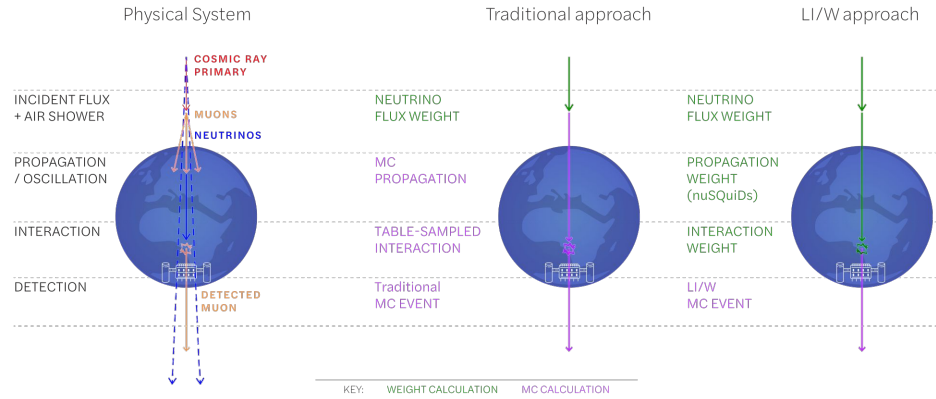 Physical System
Traditional approach
LI/W approach
COSMIC RAY
PRIMARY
INCIDENT FLUX
+ AIR SHOWER
MUONS
NEUTRINOS
NEUTRINO
FLUX WEIGHT
NEUTRINO
FLUX WEIGHT
PROPAGATION
/ OSCILLATION
MC
PROPAGATION
PROPAGATION
WEIGHT
(nuSQuiDs)
INTERACTION
TABLE-SAMPLED
INTERACTION
INTERACTION
WEIGHT
DETECTION
DETECTED
MUON
Traditional
MC EVENT
LI/W
MC EVENT
KEY: WEIGHT CALCULATION MC CALCULATION